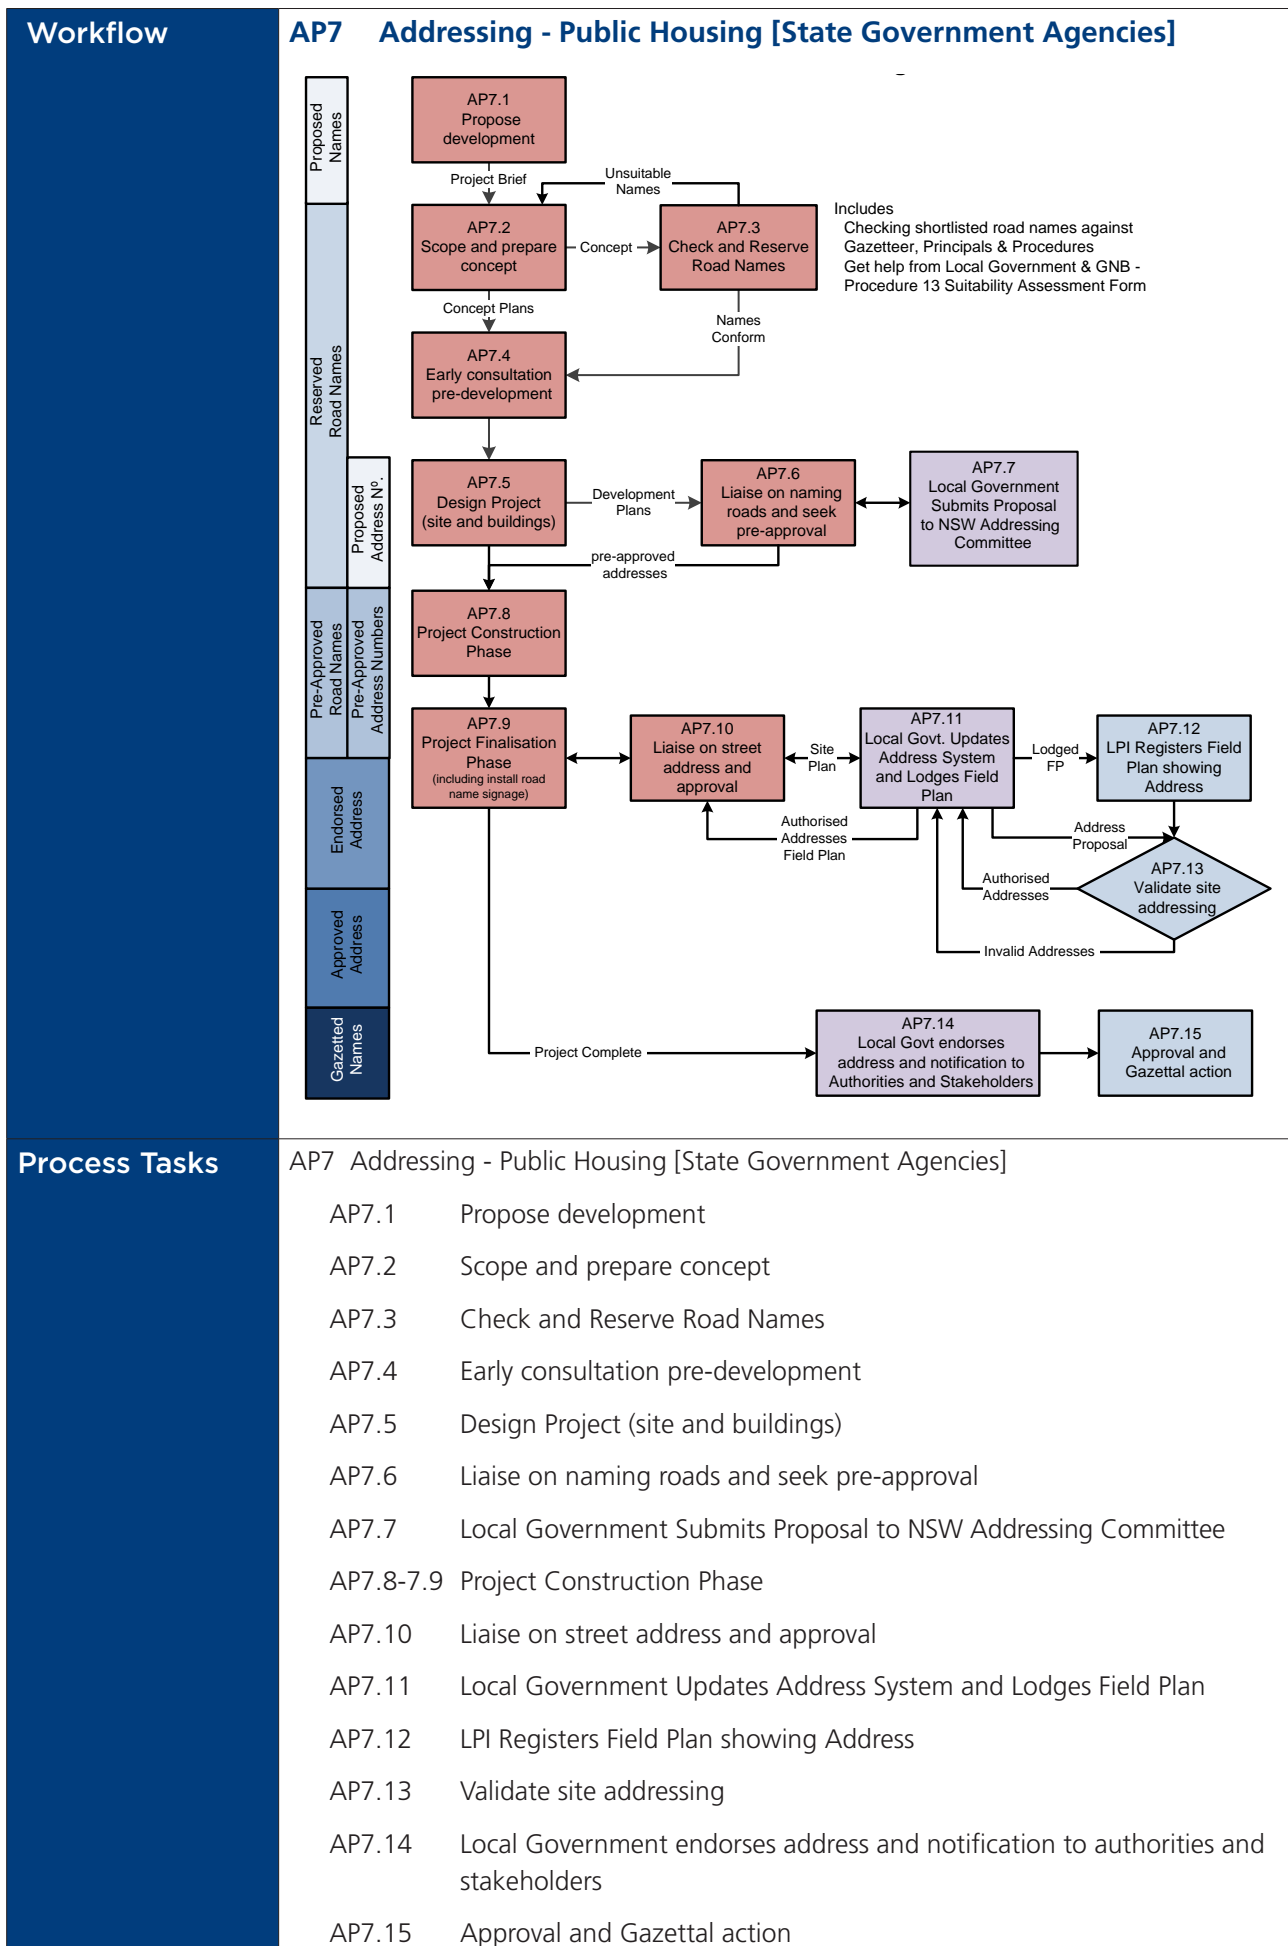 Workflow
AP7 Addressing - Public Housing [State Government Agencies]
Proposed
Names
AP7.1
Propose
development
Project Brief
Unsuitable
Names
Reserved
Road Names
AP7.2
Scope and prepare
concept
Concept
AP7.3
Check and Reserve
Road Names
Includes
Checking shortlisted road names against
Gazetteer, Principals & Procedures
Get help from Local Government & GNB -
Procedure 13 Suitability Assessment Form
Concept Plans
Names
Conform
AP7.4
Early consultation
pre-development
Proposed
Address Nº.
AP7.5
Design Project
(site and buildings)
Development
Plans
AP7.6
Liaise on naming
roads and seek
pre-approval
AP7.7
Local Government
Submits Proposal
to NSW Addressing
Committee
pre-approved
addresses
Pre-Approved
Road Names
Pre-Approved
Address Numbers
AP7.8
Project Construction
Phase
AP7.9
Project Finalisation
Phase
(including install road
name signage)
AP7.10
Liaise on street
address and
approval
Site
Plan
AP7.11
Local Govt. Updates
Address System
and Lodges Field
Plan
Lodged
FP
AP7.12
LPI Registers Field
Plan showing
Address
Endorsed
Address
Authorised
Addresses
Field Plan
Address
Proposal
AP7.13
Validate site
addressing
Authorised
Addresses
Approved
Address
Invalid Addresses
Gazetted
Names
Project Complete
AP7.14
Local Govt endorses
address and notification to
Authorities and Stakeholders
AP7.15
Approval and
Gazettal action
Process Tasks
AP7 Addressing - Public Housing [State Government Agencies]
AP7.1 Propose development
AP7.2 Scope and prepare concept
AP7.3 Check and Reserve Road Names
AP7.4 Early consultation pre-development
AP7.5 Design Project (site and buildings)
AP7.6 Liaise on naming roads and seek pre-approval
AP7.7 Local Government Submits Proposal to NSW Addressing Committee
AP7.8-7.9 Project Construction Phase
AP7.10 Liaise on street address and approval
AP7.11 Local Government Updates Address System and Lodges Field Plan
AP7.12 LPI Registers Field Plan showing Address
AP7.13 Validate site addressing
AP7.14 Local Government endorses address and notification to authorities and
stakeholders
AP7.15 Approval and Gazettal action